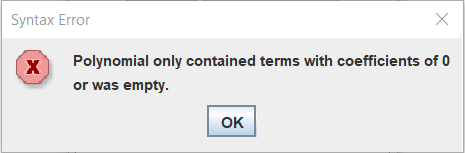 Syntax Error
Polynomial only contained terms with coefficients of 0
or was empty.
OK